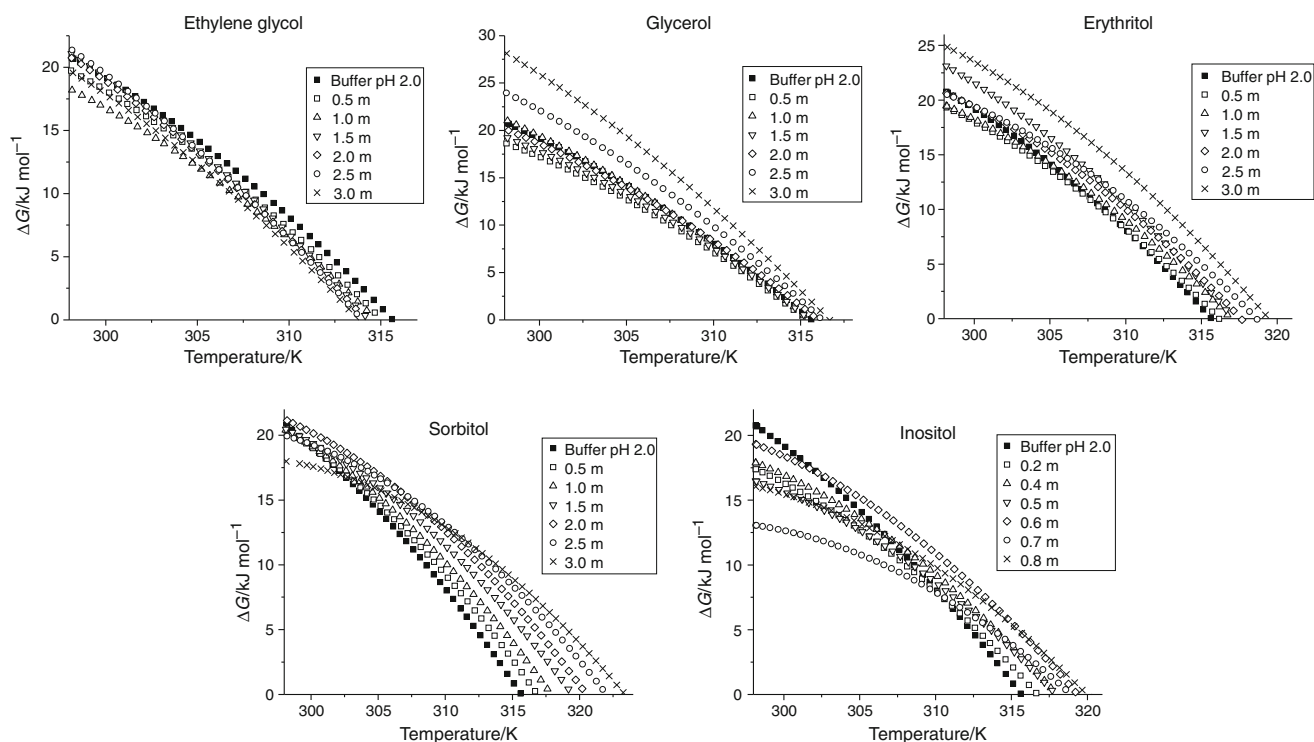 Ethylene glycol
ΔG/kJ mol⁻¹
20
15
10
5
0
300
305
310
315
Temperature/K
Buffer pH 2.0
0.5 m
1.0 m
1.5 m
2.0 m
2.5 m
3.0 m
Glycerol
ΔG/kJ mol⁻¹
30
25
20
15
10
5
0
300
305
310
315
Temperature/K
Buffer pH 2.0
0.5 m
1.0 m
1.5 m
2.0 m
2.5 m
3.0 m
Erythritol
ΔG/kJ mol⁻¹
25
20
15
10
5
0
300
305
310
315
320
Temperature/K
Buffer pH 2.0
0.5 m
1.0 m
1.5 m
2.0 m
2.5 m
3.0 m
Sorbitol
ΔG/kJ mol⁻¹
20
15
10
5
0
300
305
310
315
320
Temperature/K
Buffer pH 2.0
0.5 m
1.0 m
1.5 m
2.0 m
2.5 m
3.0 m
Inositol
ΔG/kJ mol⁻¹
20
15
10
5
0
300
305
310
315
320
Temperature/K
Buffer pH 2.0
0.2 m
0.4 m
0.5 m
0.6 m
0.7 m
0.8 m